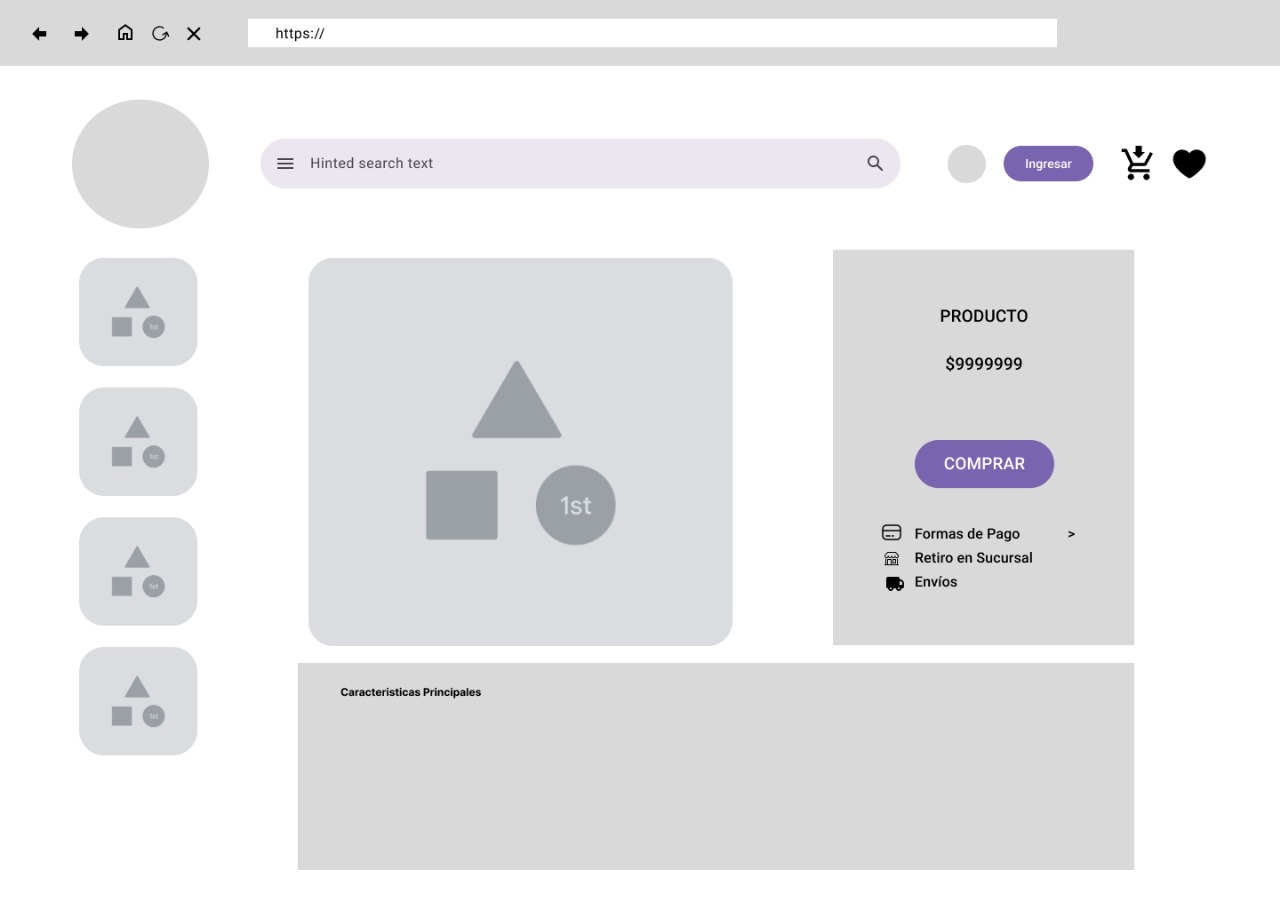 https://
Hinted search text
Ingresar
1st
1st
1st
1st
1st
PRODUCTO
$9999999
COMPRAR
Formas de Pago >
Retiro en Sucursal
Envíos
Caracteristicas Principales